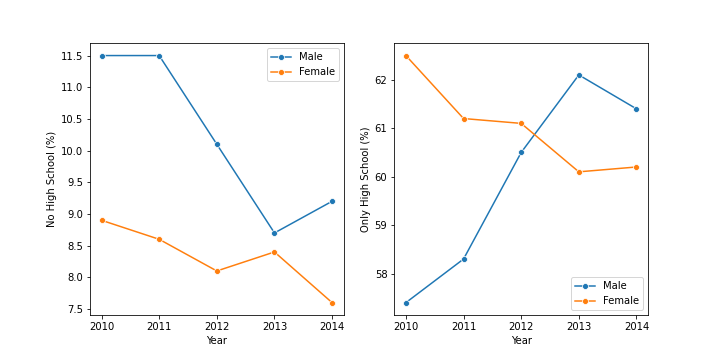 No High School (%)
11.5
11.0
10.5
10.0
9.5
9.0
8.5
8.0
7.5
2010 2011 2012 2013 2014
Year
Male
Female
Only High School (%)
62
61
60
59
58
2010 2011 2012 2013 2014
Year
Male
Female